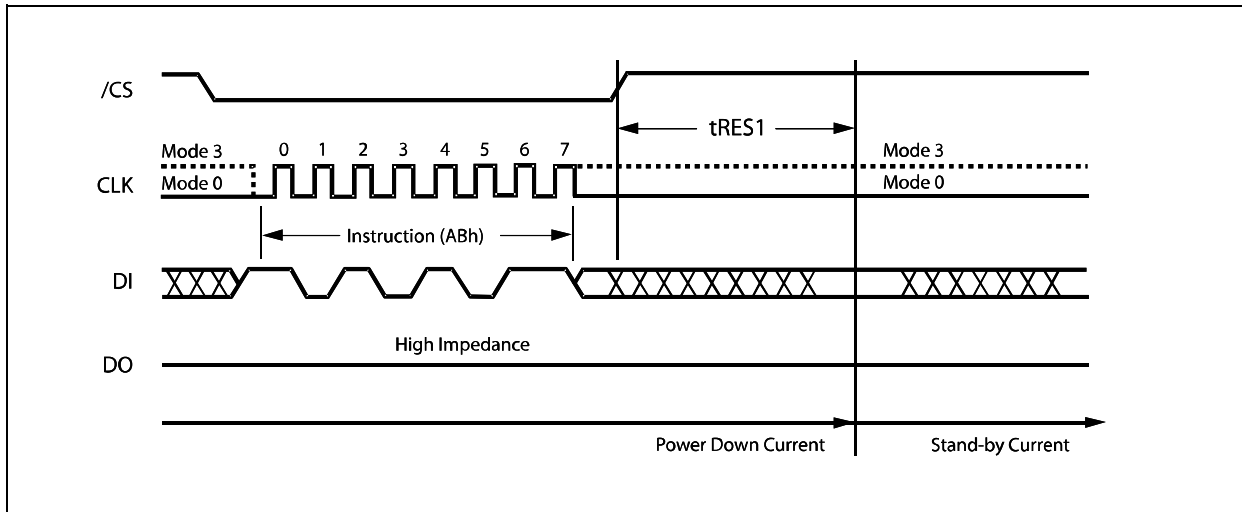 /CS
tRES1
Mode 3 0 1 2 3 4 5 6 7 Mode 3
CLK Mode 0 Mode 0
Instruction (ABh)
DI
High Impedance
DO
Power Down Current Stand-by Current